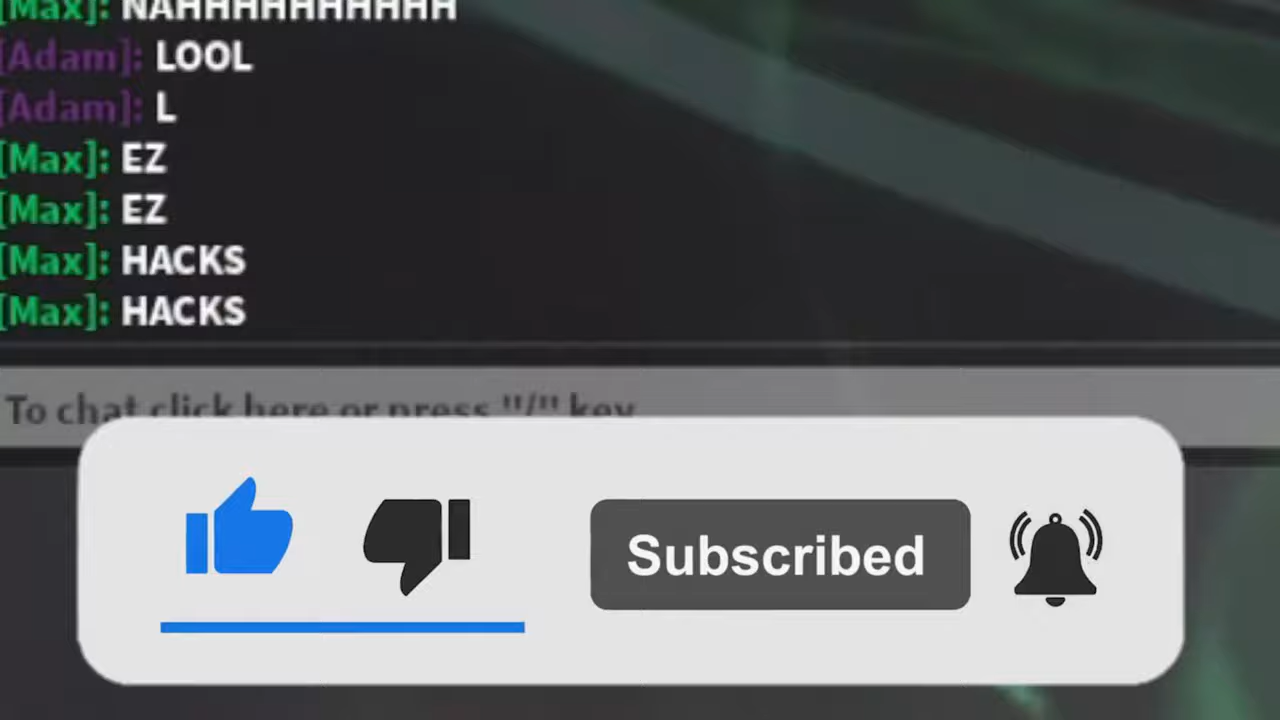 [Max]: NAHHHHHHHHHHH
[Adam]: LOOL
[Adam]: L
[Max]: EZ
[Max]: EZ
[Max]: HACKS
[Max]: HACKS
To chat click here or press "/" key
Subscribed